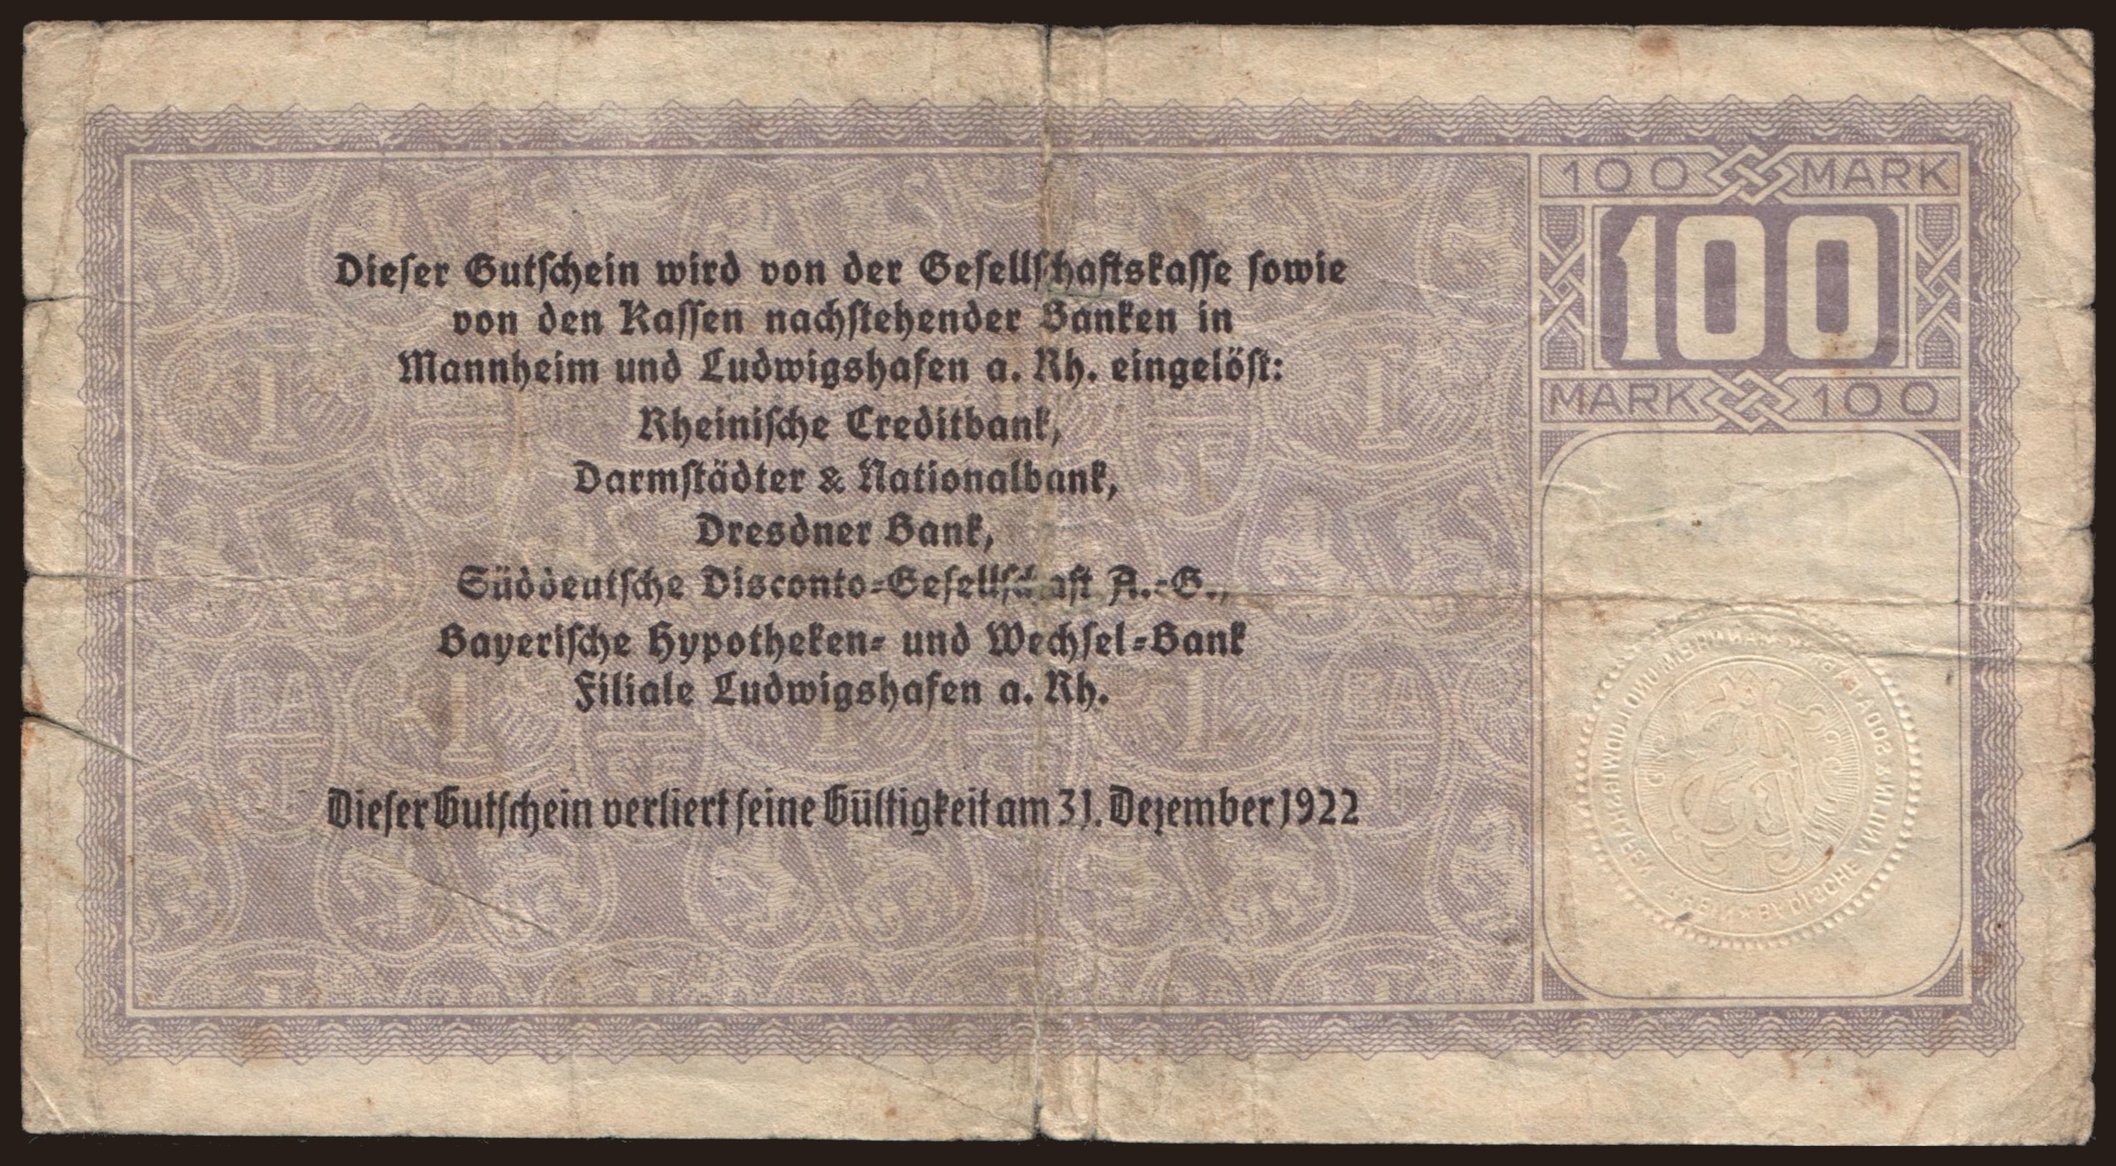 Dieser Gutschein wird von der Gesellschaftskasse sowie
von den Kassen nachstehender Banken in
Mannheim und Ludwigshafen a. Rh. eingelöst:
Rheinische Creditbank,
Darmstädter & Nationalbank,
Dresdner Bank,
Süddeutsche Disconto-Gesellschaft A.-G.,
Bayerische Hypotheken- und Wechsel-Bank
Filiale Ludwigshafen a. Rh.
Dieser Gutschein verliert seine Gültigkeit am 31. Dezember 1922
100 MARK
100
MARK 100